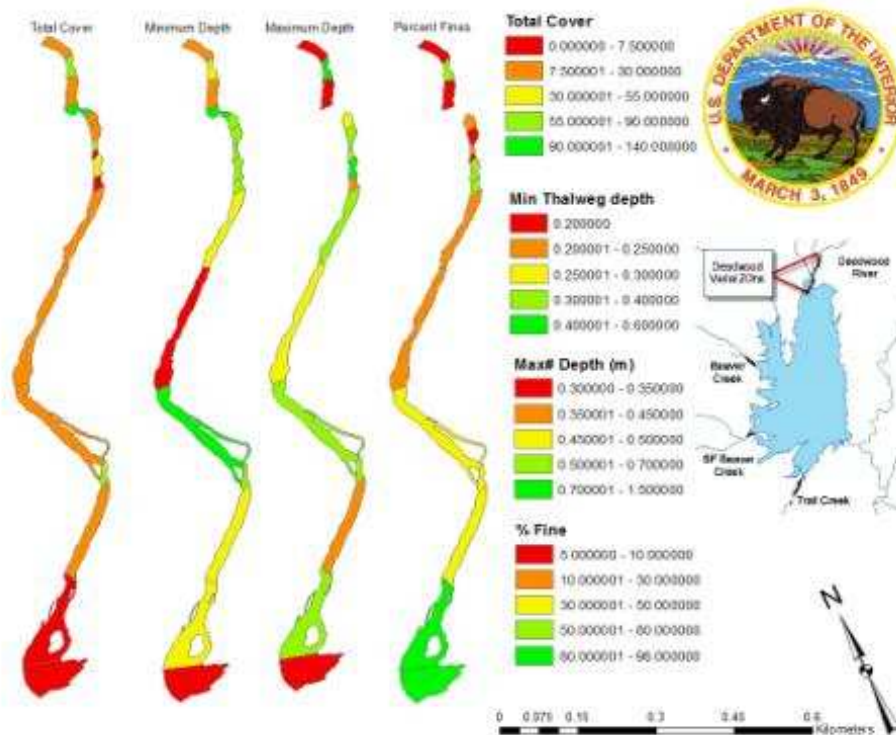 Total Cover
Minimum Depth
Maximum Depth
Percent Fines
Total Cover
0.000000 - 7.500000
7.500001 - 30.000000
30.000001 - 55.000000
55.000001 - 90.000000
90.000001 - 140.000000
U.S. DEPARTMENT OF THE INTERIOR
MARCH 3, 1849
Min Thalweg depth
0.200000
0.200001 - 0.250000
0.250001 - 0.300000
0.300001 - 0.400000
0.400001 - 0.600000
Deadwood
Deadwood
River
Beaver
Creek
SF Beaver
Creek
Trail Creek
Max# Depth (m)
0.300000 - 0.350000
0.350001 - 0.450000
0.450001 - 0.500000
0.500001 - 0.700000
0.700001 - 1.500000
% Fine
5.000000 - 10.000000
10.000001 - 30.000000
30.000001 - 50.000000
50.000001 - 80.000000
80.000001 - 96.000000
N
0 0.075 0.15 0.3 0.45 0.6
Kilometers